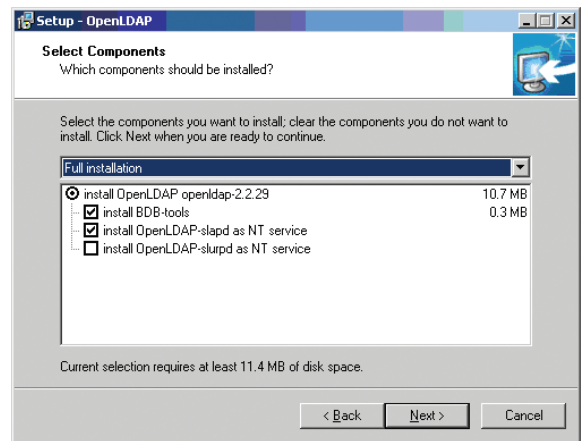 Setup - OpenLDAP
Select Components
Which components should be installed?
Select the components you want to install; clear the components you do not want to
install. Click Next when you are ready to continue.
Full installation
install OpenLDAP openldap-2.2.29 10.7 MB
install BDB-tools 0.3 MB
install OpenLDAP-slapd as NT service
install OpenLDAP-slurpd as NT service
Current selection requires at least 11.4 MB of disk space.
< Back Next > Cancel